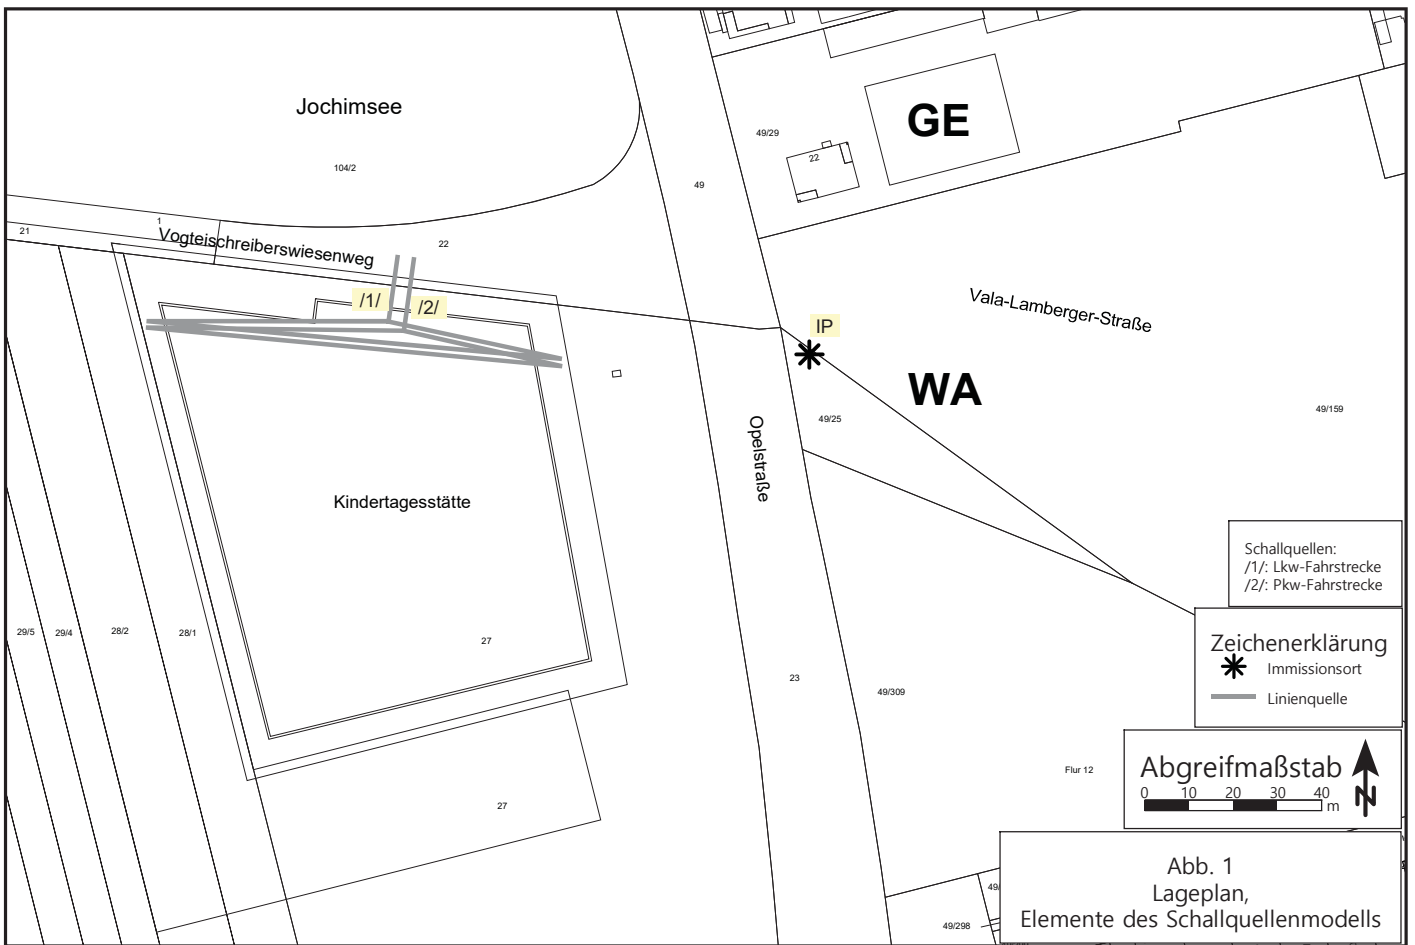 Jochimsee
GE
49/29
22
104/2
49
1
21
Vogteischreiberswiesenweg
22
/1/
/2/
Vala-Lamberger-Straße
IP
WA
49/25
49/159
Opelstraße
Kindertagesstätte
Schallquellen:
/1/: Lkw-Fahrstrecke
/2/: Pkw-Fahrstrecke
29/5
29/4
28/2
28/1
27
Zeichenerklärung
Immissionsort
Linienquelle
23
49/309
Flur 12
Abgreifmaßstab
0 10 20 30 40
m
N
27
Abb. 1
Lageplan,
Elemente des Schallquellenmodells
49/298